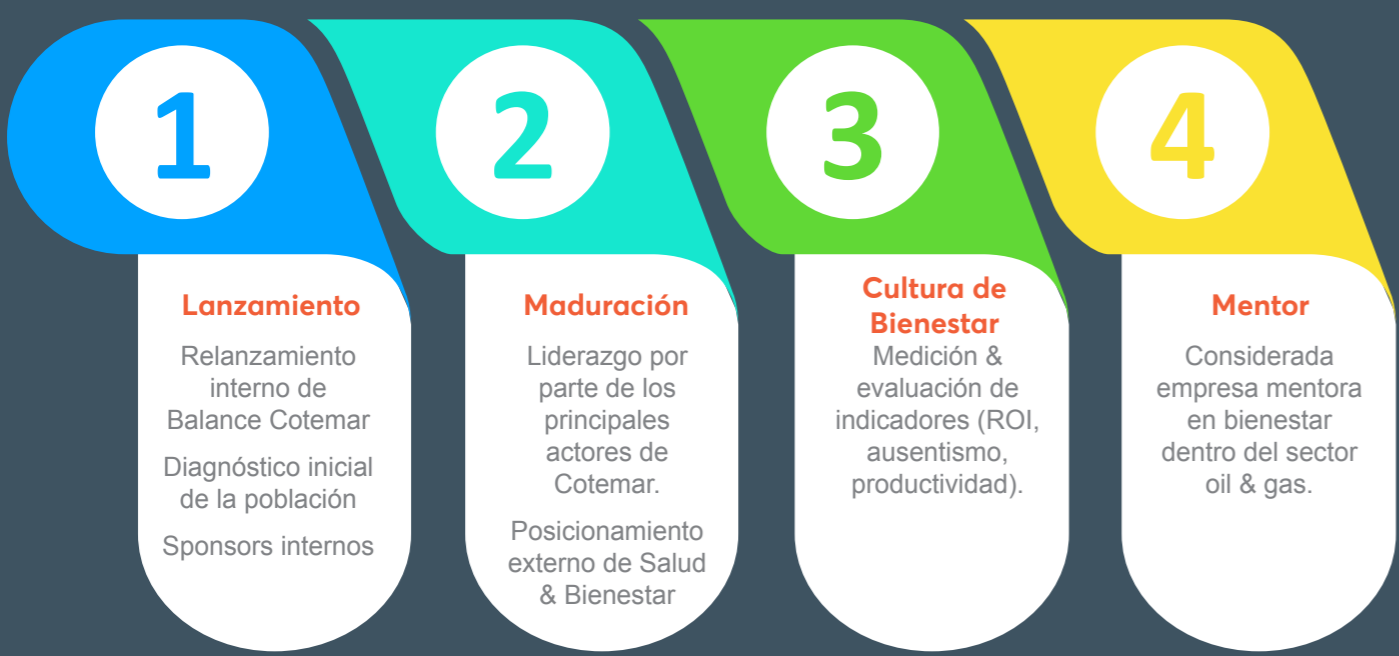 1
Lanzamiento
Relanzamiento
interno de
Balance Cotemar
Diagnóstico inicial
de la población
Sponsors internos
2
Maduración
Liderazgo por
parte de los
principales
actores de
Cotemar.
Posicionamiento
externo de Salud
& Bienestar
3
Cultura de
Bienestar
Medición &
evaluación de
indicadores (ROI,
ausentismo,
productividad).
4
Mentor
Considerada
empresa mentora
en bienestar
dentro del sector
oil & gas.